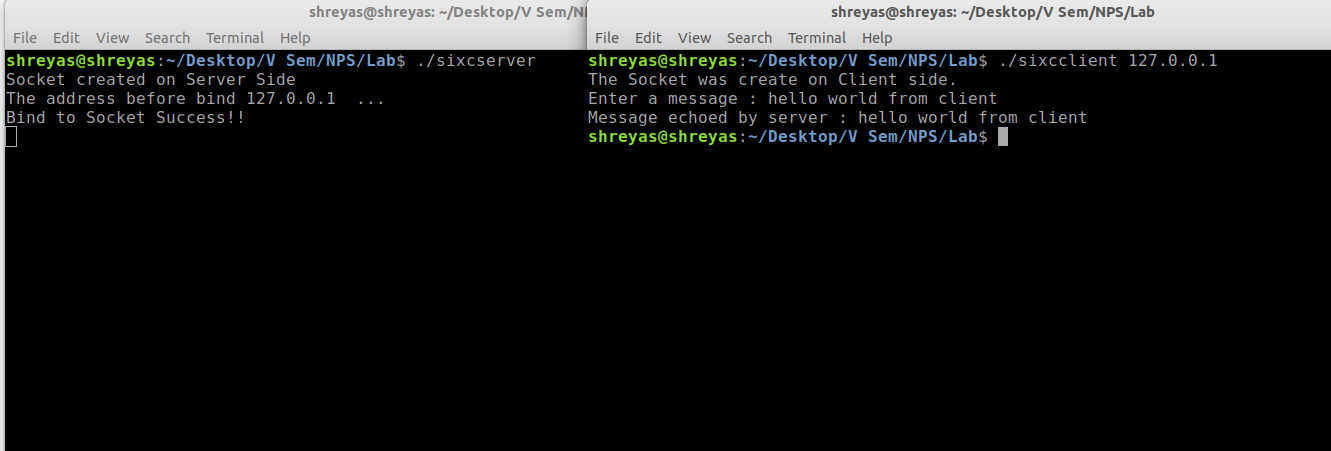 shreyas@shreyas: ~/Desktop/V Sem/N
File Edit View Search Terminal Help
shreyas@shreyas:~/Desktop/V Sem/NPS/Lab$ ./sixcserver
Socket created on Server Side
The address before bind 127.0.0.1  ...
Bind to Socket Success!!
shreyas@shreyas: ~/Desktop/V Sem/NPS/Lab
File Edit View Search Terminal Help
shreyas@shreyas:~/Desktop/V Sem/NPS/Lab$ ./sixcclient 127.0.0.1
The Socket was create on Client side.
Enter a message : hello world from client
Message echoed by server : hello world from client
shreyas@shreyas:~/Desktop/V Sem/NPS/Lab$